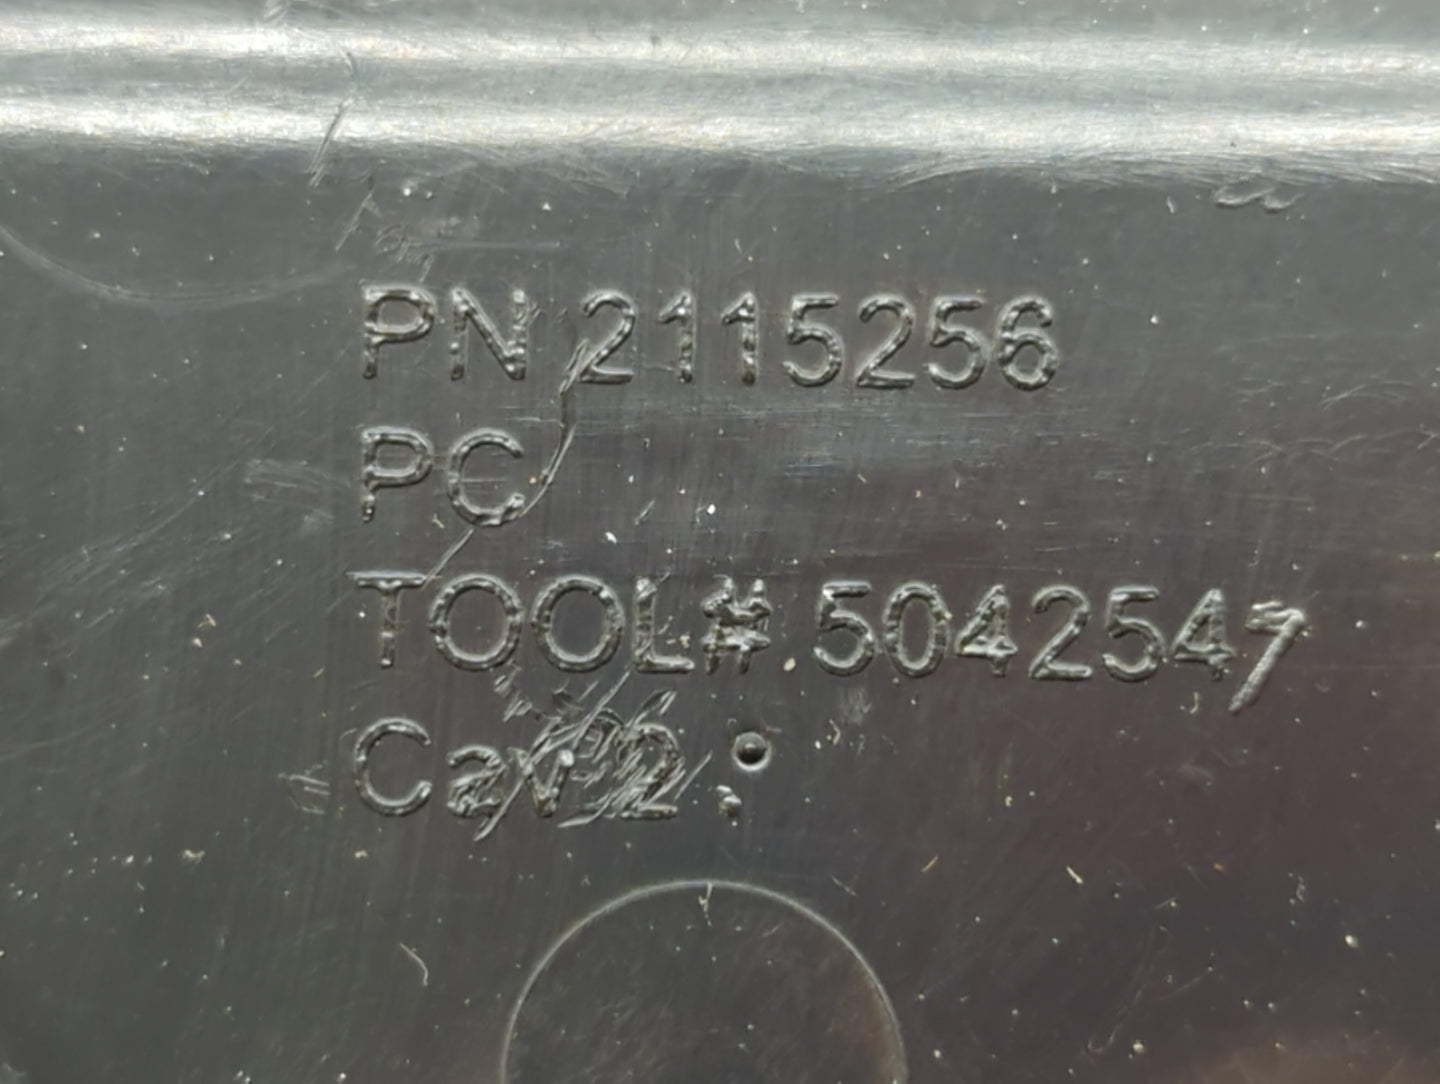 PN 2115256
PC
TOOL# 5042547
Cav 2